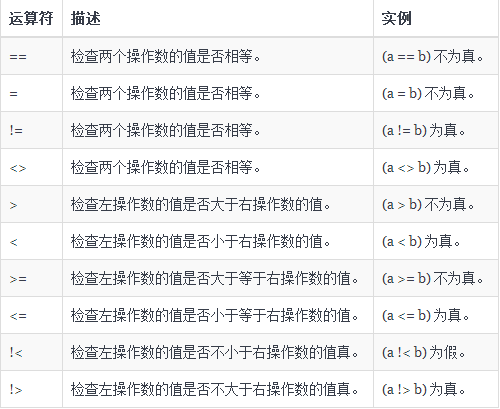 运算符 描述 实例
== 检查两个操作数的值是否相等。 (a == b) 不为真。
= 检查两个操作数的值是否相等。 (a = b) 不为真。
!= 检查两个操作数的值是否相等。 (a != b) 为真。
<> 检查两个操作数的值是否相等。 (a <> b) 为真。
> 检查左操作数的值是否大于右操作数的值。 (a > b) 不为真。
< 检查左操作数的值是否小于右操作数的值。 (a < b) 为真。
>= 检查左操作数的值是否大于等于右操作数的值。 (a >= b) 不为真。
<= 检查左操作数的值是否小于等于右操作数的值。 (a <= b) 为真。
!< 检查左操作数的值是否不小于右操作数的值真。 (a !< b) 为假。
!> 检查左操作数的值是否不大于右操作数的值真。 (a !> b) 为真。